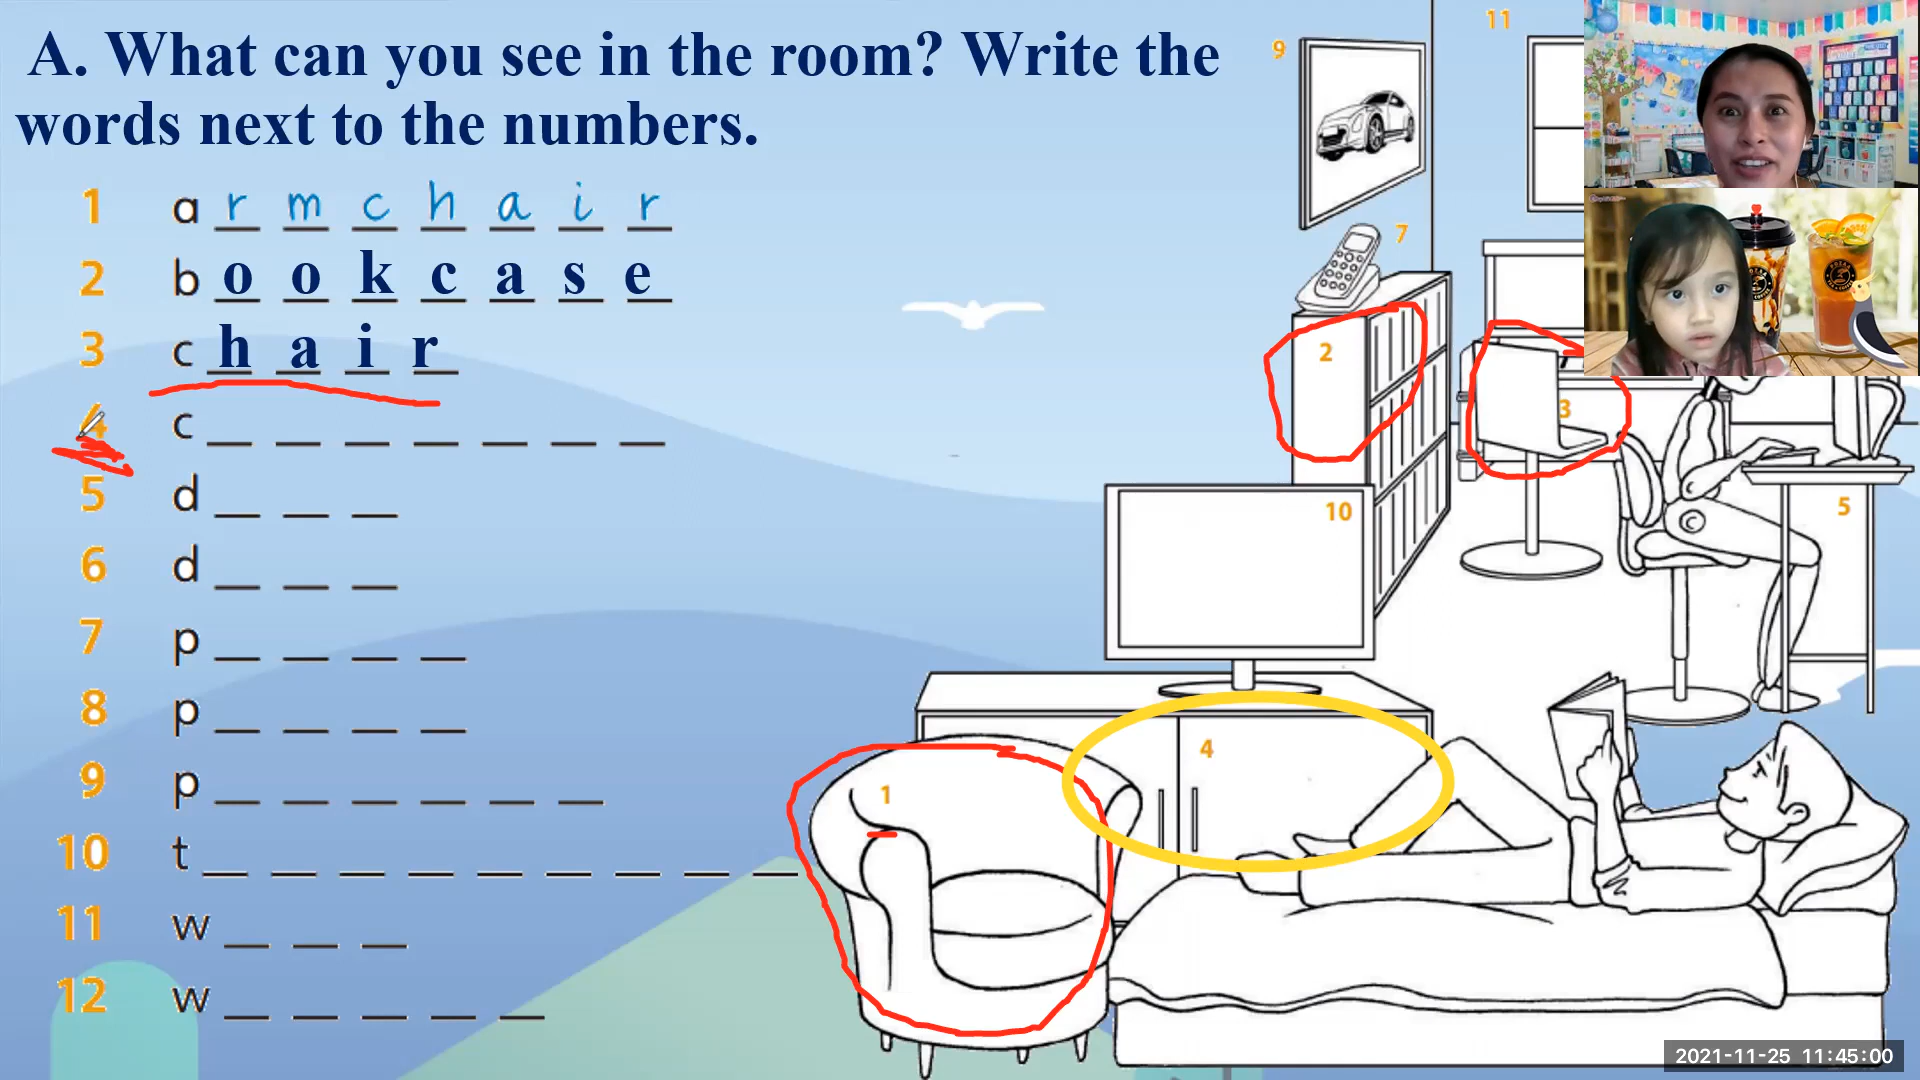 A. What can you see in the room? Write the
words next to the numbers.
1 a r m c h a i r
2 b o o k c a s e
3 c h a i r
4 c _ _ _ _ _ _ _
5 d _ _ _
6 d _ _ _
7 p _ _ _ _
8 p _ _ _ _
9 p _ _ _ _ _ _
10 t _ _ _ _ _ _ _ _ _
11 w _ _ _
12 w _ _ _ _ _
9
11
7
2
3
10
5
4
1
2021-11-25 11:45:00